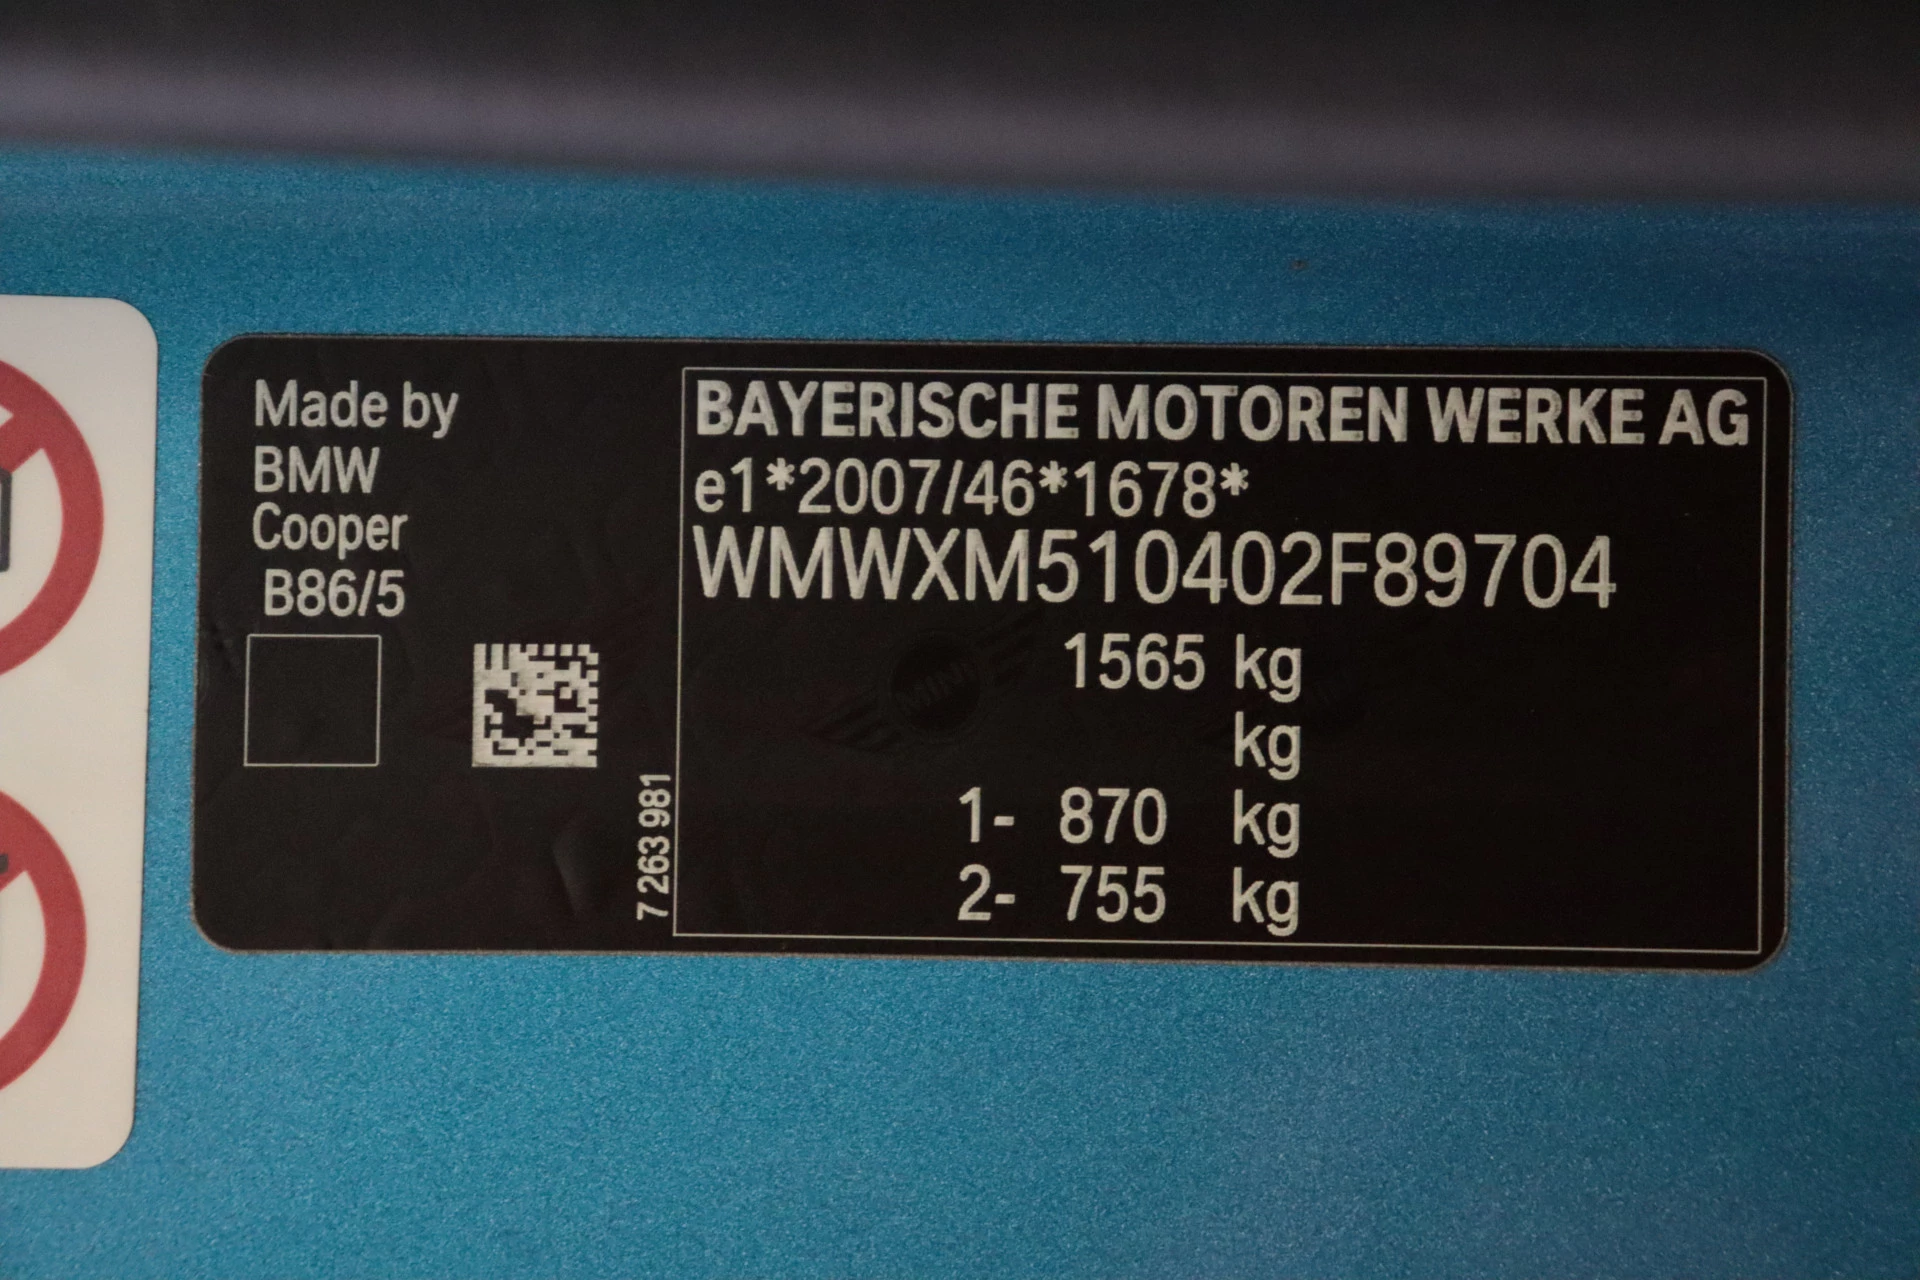 Made by
BMW
Cooper
B86/5
7 263 981
BAYERISCHE MOTOREN WERKE AG
e1*2007/46*1678*
WMWXM510402F89704
1565 kg
kg
1- 870 kg
2- 755 kg
MINI